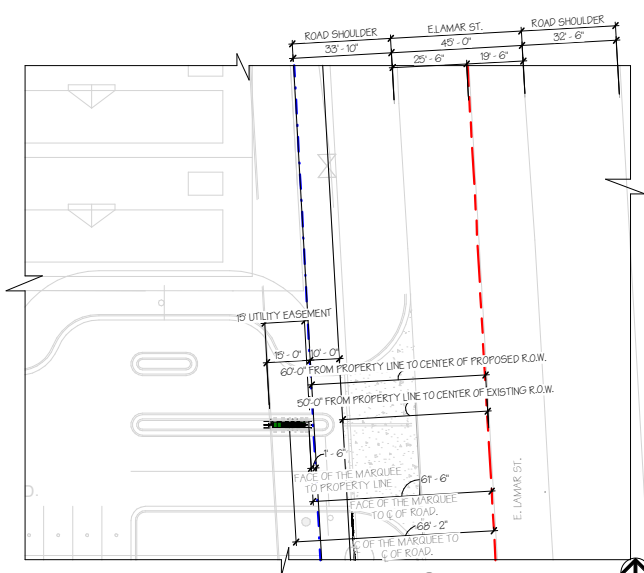 ROAD SHOULDER
E.LAMAR ST.
ROAD SHOULDER
33'-10"
45'-0"
32'-6"
25'-6"
19'-6"
15' UTILITY EASEMENT
15'-0"
10'-0"
60'-0" FROM PROPERTY LINE TO CENTER OF PROPOSED R.O.W.
50'-0" FROM PROPERTY LINE TO CENTER OF EXISTING R.O.W.
1'-6"
FACE OF THE MARQUEE
TO PROPERTY LINE
61'-6"
FACE OF THE MARQUEE
TO ℄ OF ROAD.
68'-2"
℄ OF THE MARQUEE TO
℄ OF ROAD.
E. LAMAR ST.